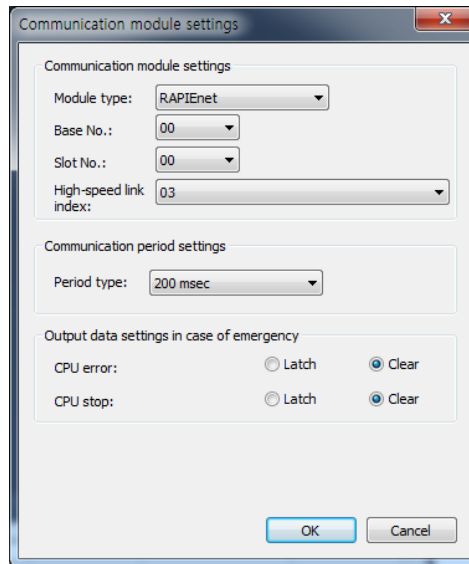 Communication module settings
Communication module settings
Module type: RAPIEnet
Base No.: 00
Slot No.: 00
High-speed link index: 03
Communication period settings
Period type: 200 msec
Output data settings in case of emergency
CPU error: Latch Clear
CPU stop: Latch Clear
OK Cancel